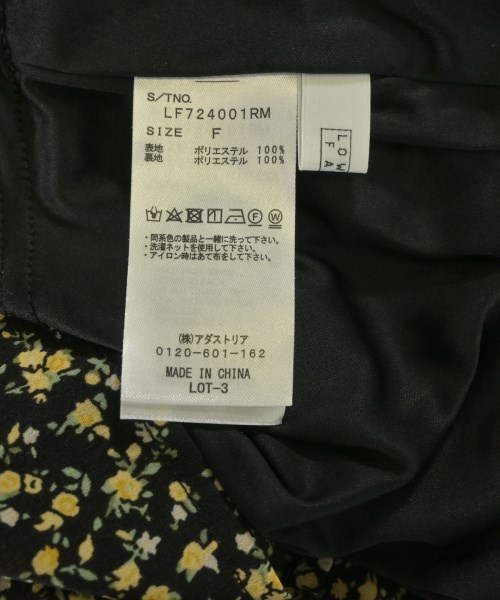 S/TNO.
LF724001RM
SIZE F
表地 ポリエステル 100%
裏地 ポリエステル 100%
・同系色の製品と一緒に洗って下さい。
・洗濯ネットを使用して下さい。
・アイロン時はあて布をして下さい。
(株)アダストリア
0120-601-162
MADE IN CHINA
LOT-3
LOW
FA